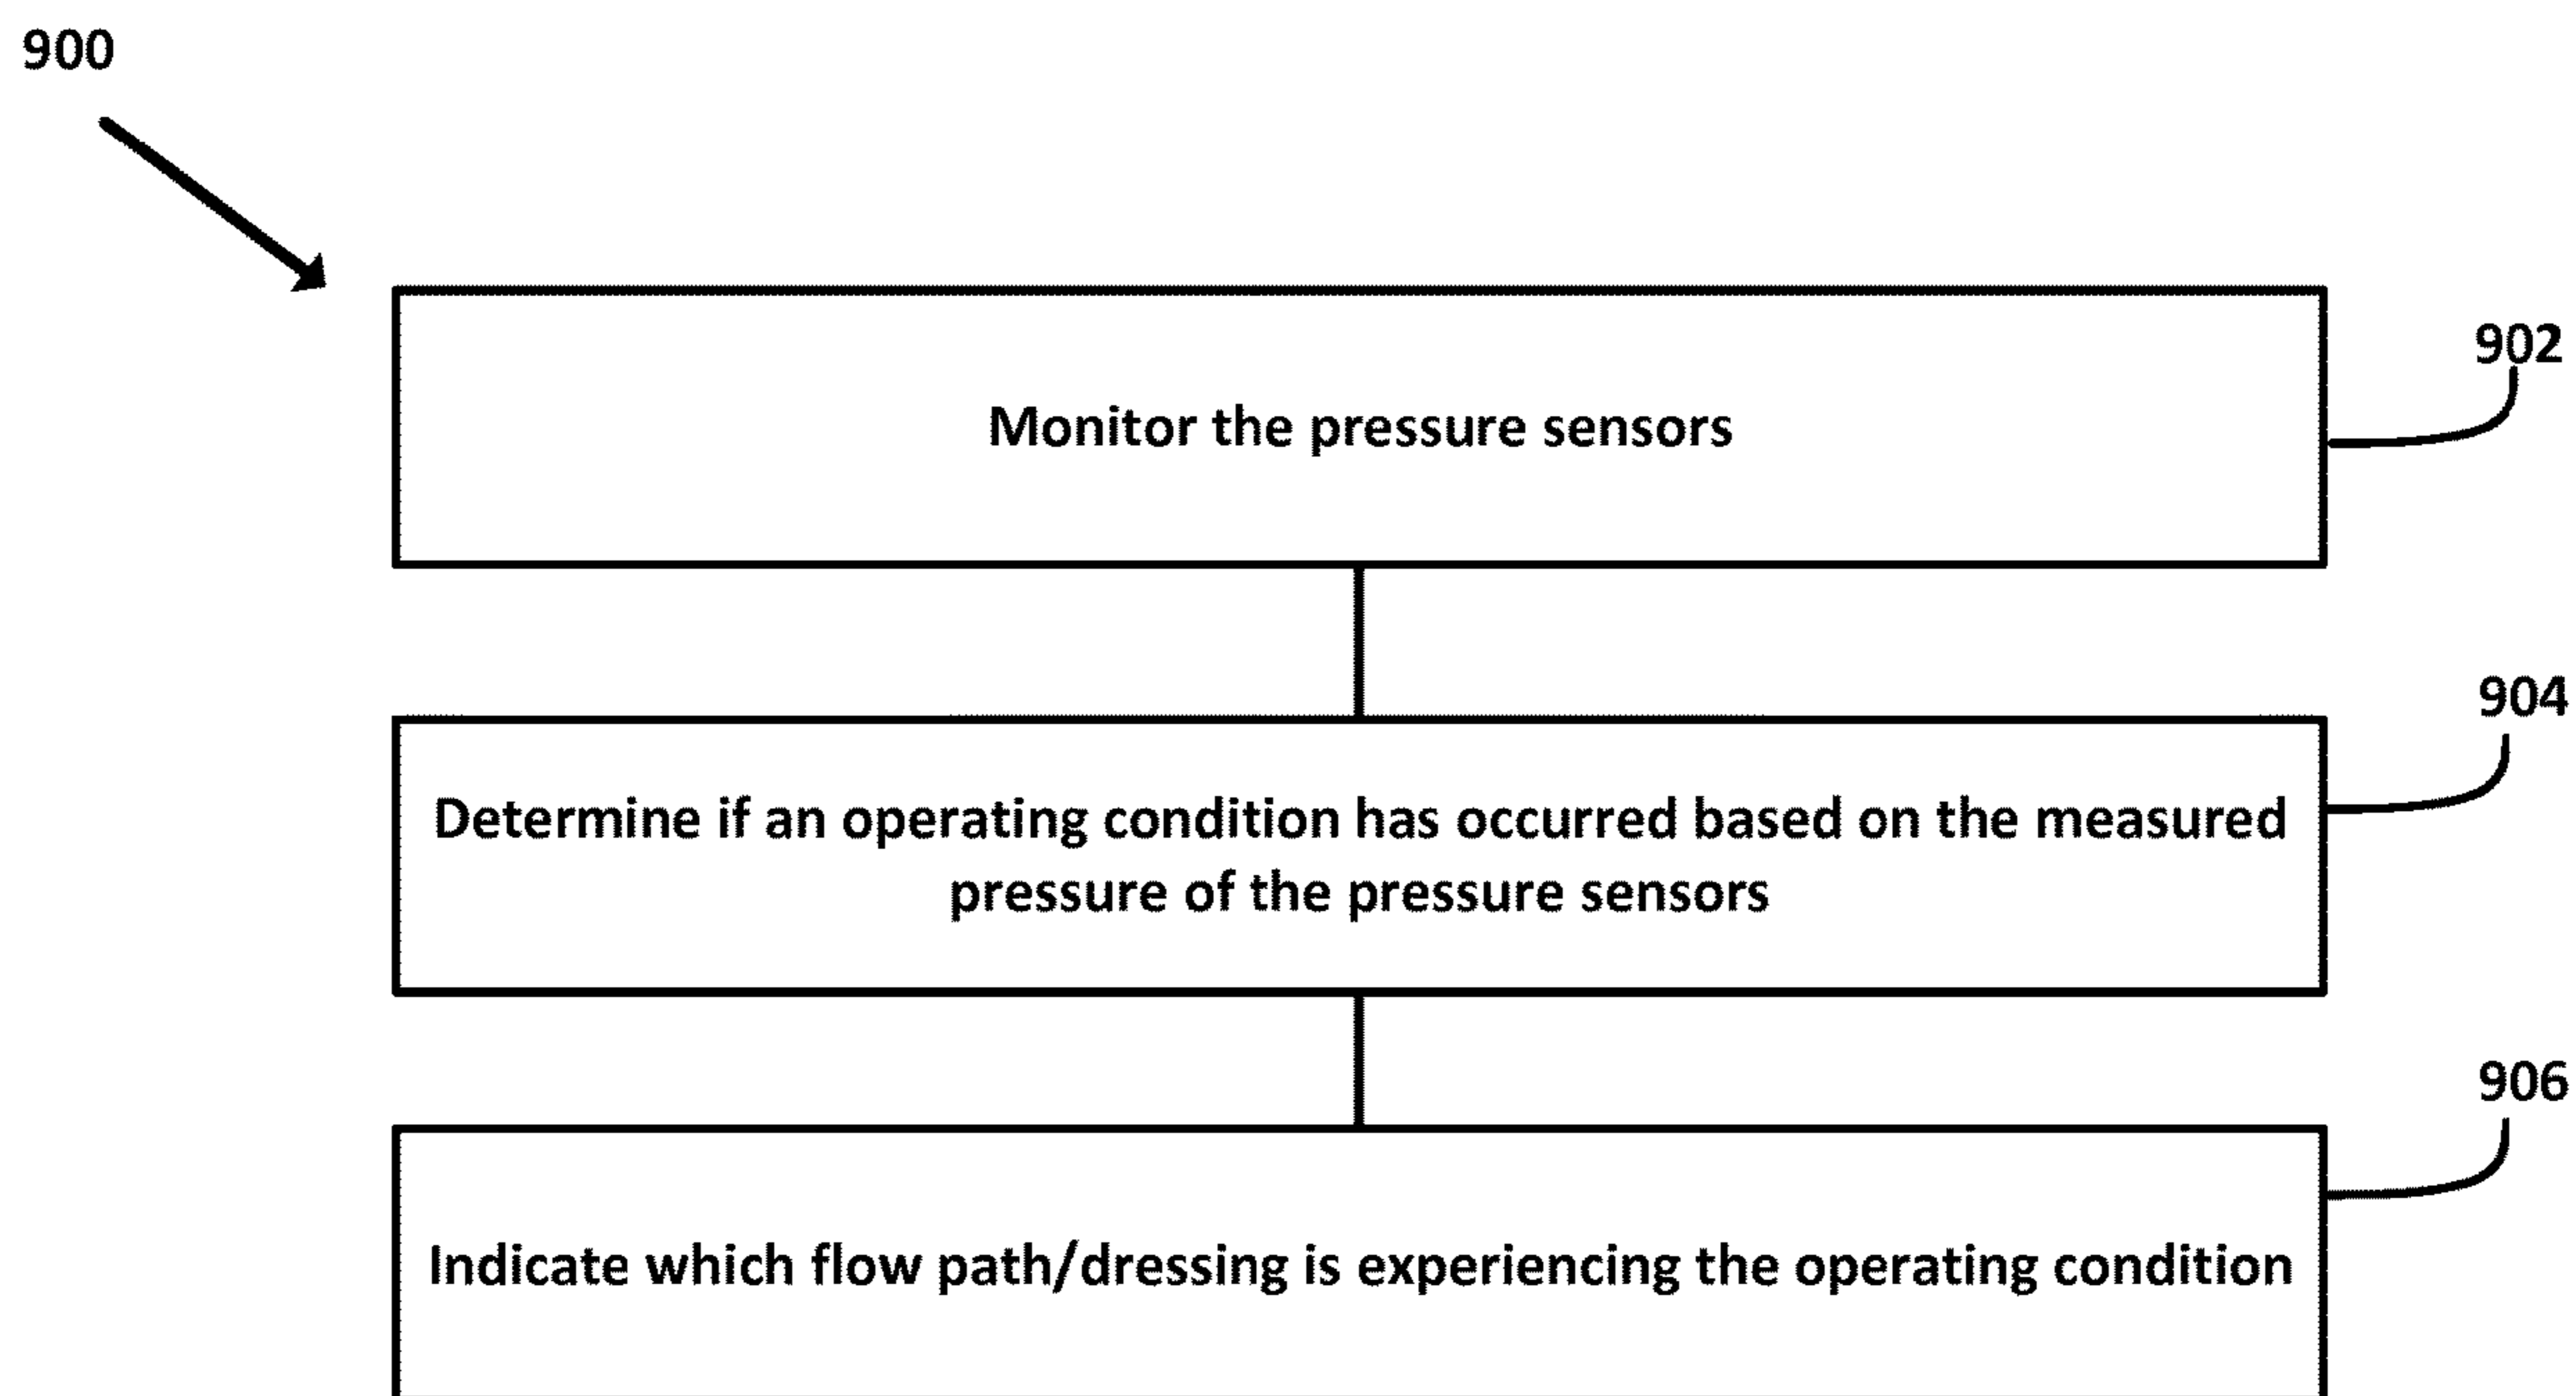 900
902
Monitor the pressure sensors
904
Determine if an operating condition has occurred based on the measured
pressure of the pressure sensors
906
Indicate which flow path/dressing is experiencing the operating condition